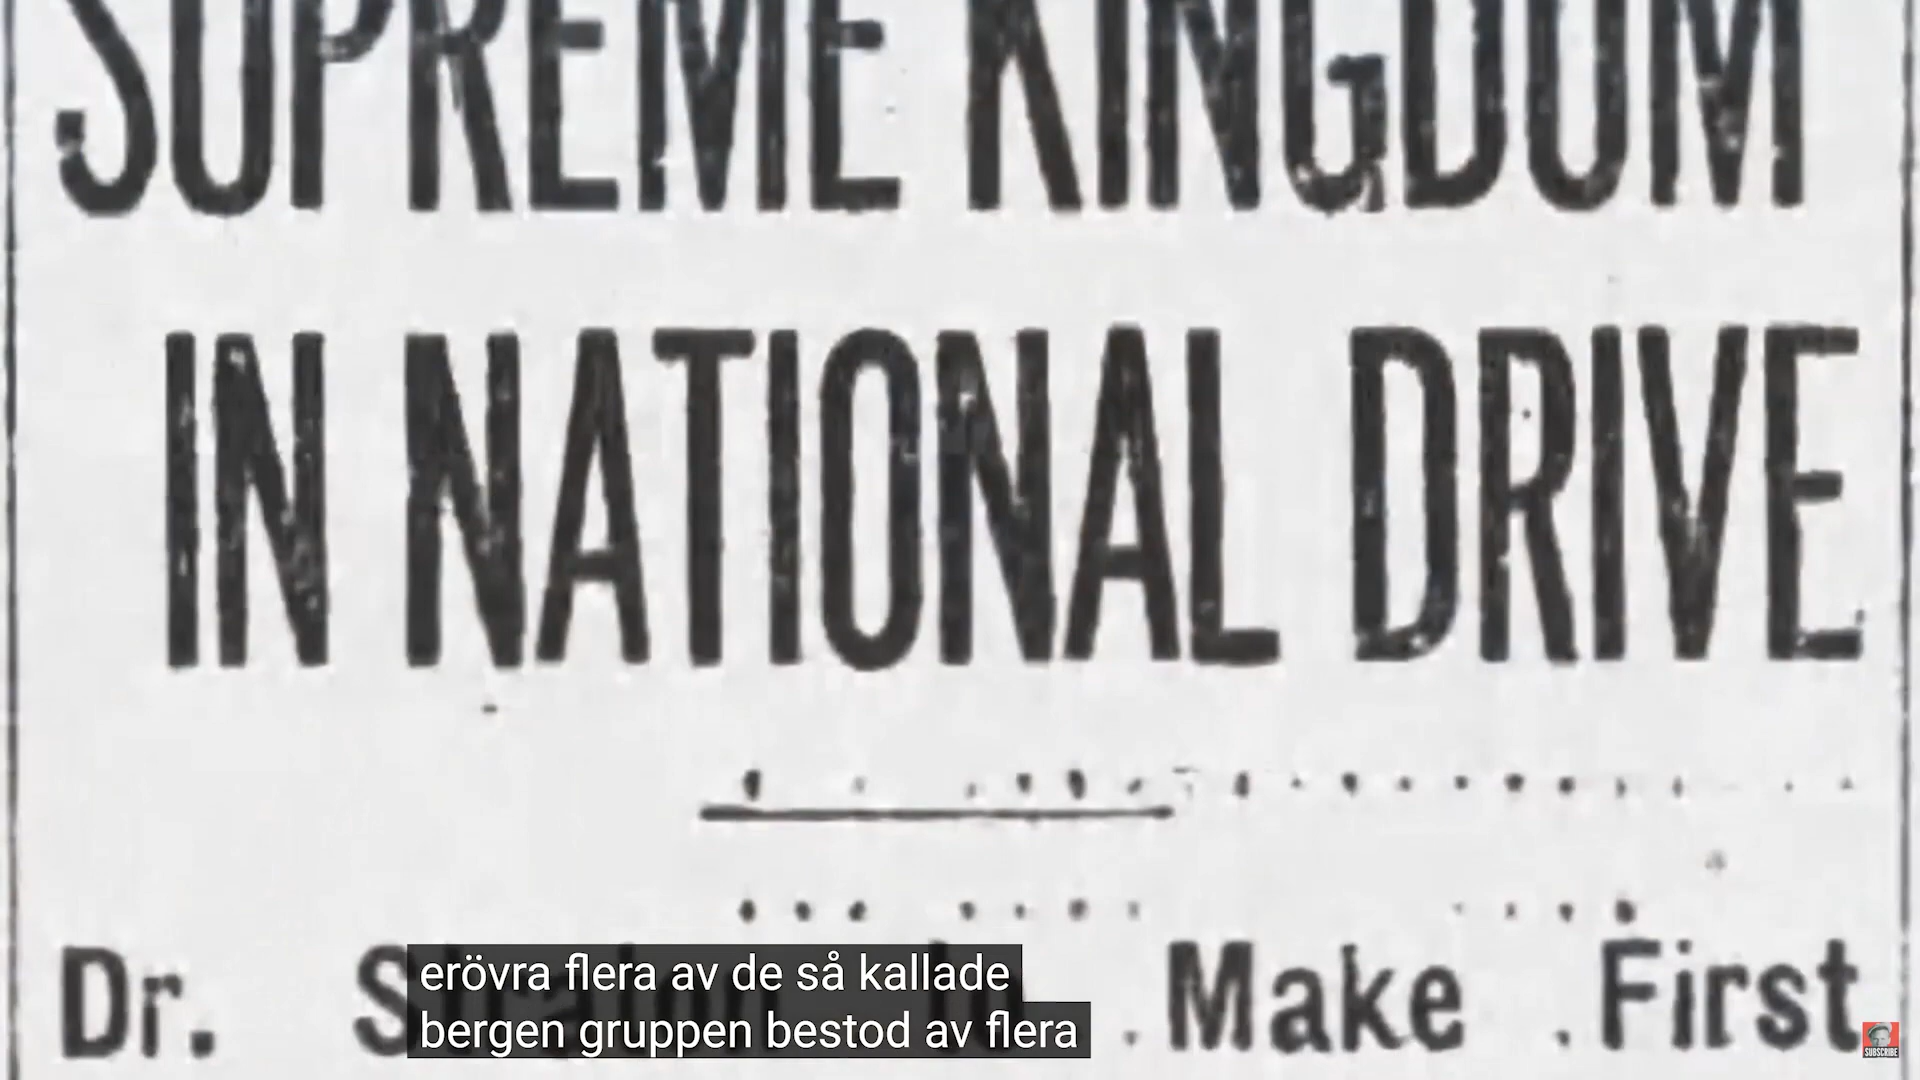 SUPREME KINGDOM
IN NATIONAL DRIVE
Dr. Make First
erövra flera av de så kallade
bergen gruppen bestod av flera
SUBSCRIBE